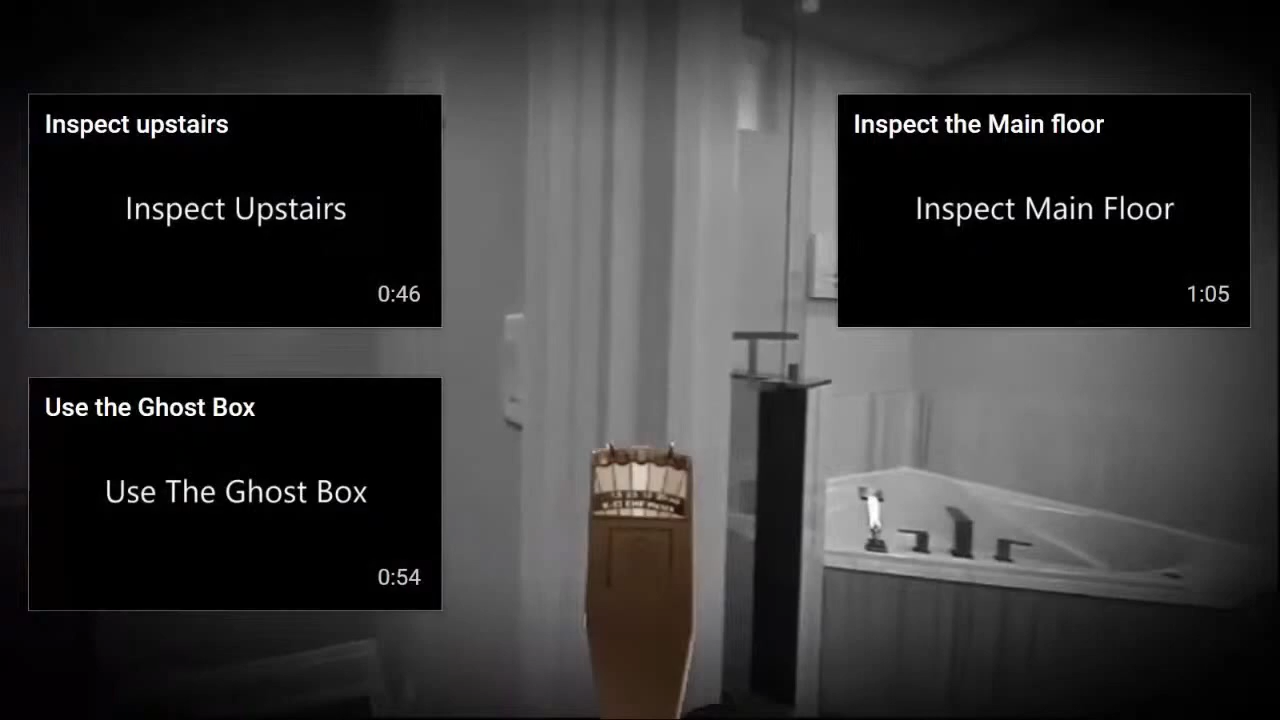 Inspect upstairs
Inspect Upstairs
0:46
Inspect the Main floor
Inspect Main Floor
1:05
Use the Ghost Box
Use The Ghost Box
0:54